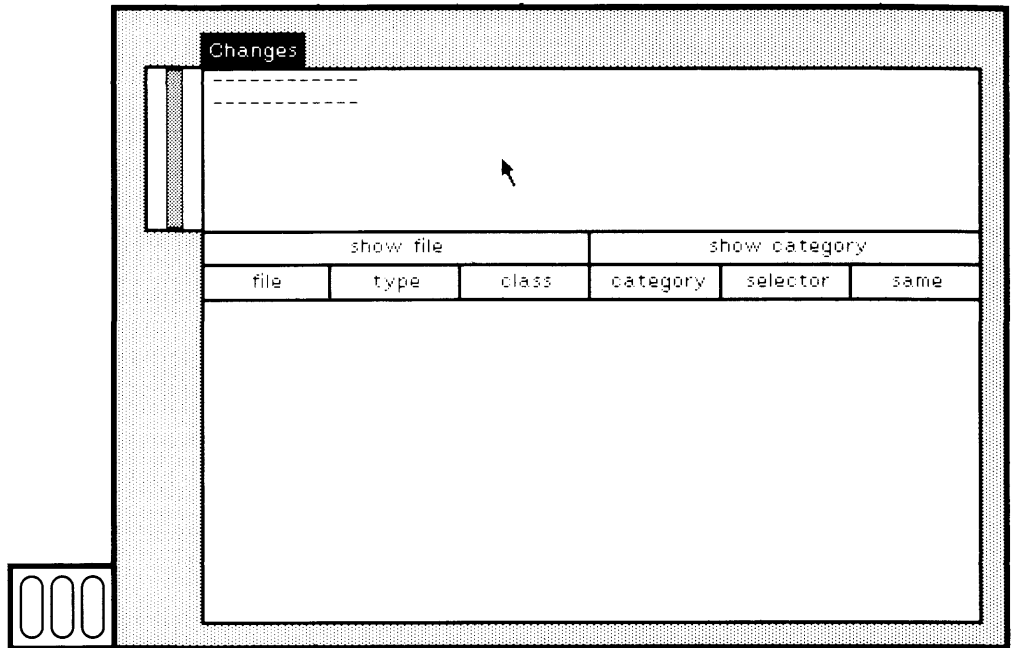 Changes
--------------
--------------
show file show category
file type class category selector same